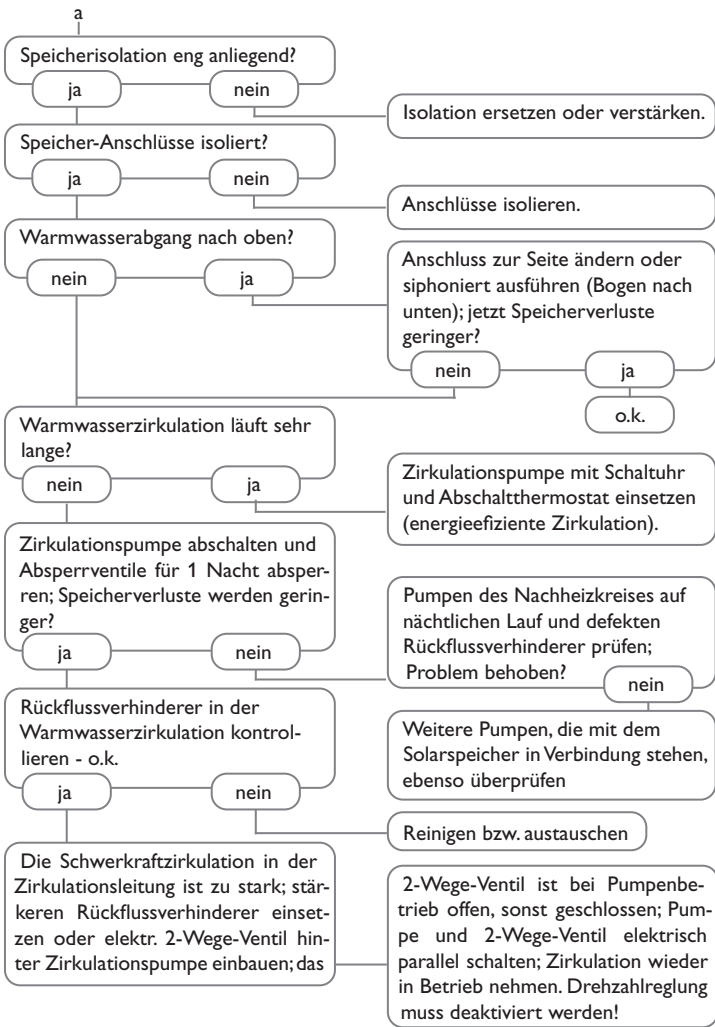 a
Speicherisolation eng anliegend?
ja
nein
Isolation ersetzen oder verstärken.
Speicher-Anschlüsse isoliert?
ja
nein
Anschlüsse isolieren.
Warmwasserabgang nach oben?
nein
ja
Anschluss zur Seite ändern oder
siphoniert ausführen (Bogen nach
unten); jetzt Speicherverluste
geringer?
nein
ja
o.k.
Warmwasserzirkulation läuft sehr
lange?
nein
ja
Zirkulationspumpe mit Schaltuhr
und Abschaltthermostat einsetzen
(energieefiziente Zirkulation).
Zirkulationspumpe abschalten und
Absperrventile für 1 Nacht absper-
ren; Speicherverluste werden gerin-
ger?
ja
nein
Pumpen des Nachheizkreises auf
nächtlichen Lauf und defekten
Rückflussverhinderer prüfen;
Problem behoben?
nein
Weitere Pumpen, die mit dem
Solarspeicher in Verbindung stehen,
ebenso überprüfen
Rückflussverhinderer in der
Warmwasserzirkulation kontrol-
lieren - o.k.
ja
nein
Reinigen bzw. austauschen
Die Schwerkraftzirkulation in der
Zirkulationsleitung ist zu stark; stär-
keren Rückflussverhinderer einset-
zen oder elektr. 2-Wege-Ventil hin-
ter Zirkulationspumpe einbauen; das
2-Wege-Ventil ist bei Pumpenbe-
trieb offen, sonst geschlossen; Pum-
pe und 2-Wege-Ventil elektrisch
parallel schalten; Zirkulation wieder
in Betrieb nehmen. Drehzahlreglung
muss deaktiviert werden!